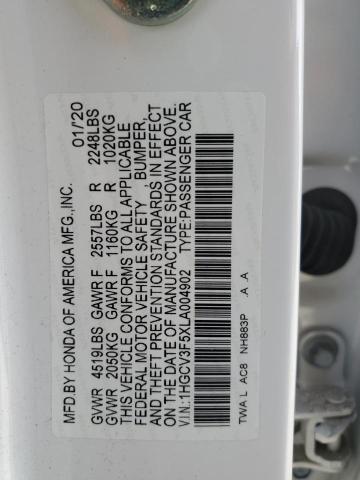 MFD.BY HONDA OF AMERICA MFG.,INC. 01/'20
GVWR 4519LBS GAWR F 2557LBS R 2248LBS
GVWR 2050KG GAWR F 1160KG R 1020KG
THIS VEHICLE CONFORMS TO ALL APPLICABLE
FEDERAL MOTOR VEHICLE SAFETY, BUMPER,
AND THEFT PREVENTION STANDARDS IN EFFECT
ON THE DATE OF MANUFACTURE SHOWN ABOVE.
V.I.N.:1HGCV3F5XLA004902 TYPE:PASSENGER CAR
TWA L AC8 NH883P .A .A